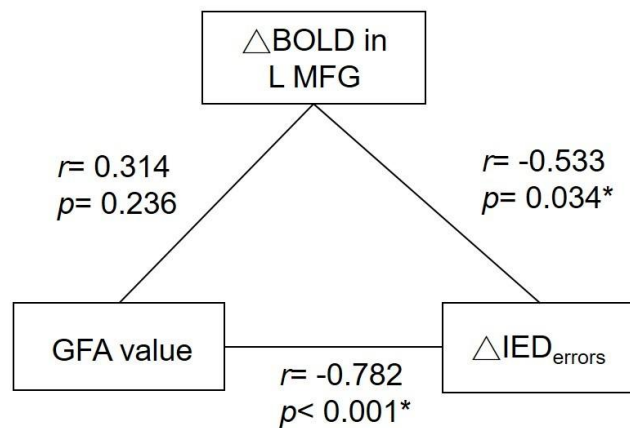 △BOLD in
L MFG
r= 0.314
p= 0.236
r= -0.533
p= 0.034*
GFA value
△IEDerrors
r= -0.782
p< 0.001*